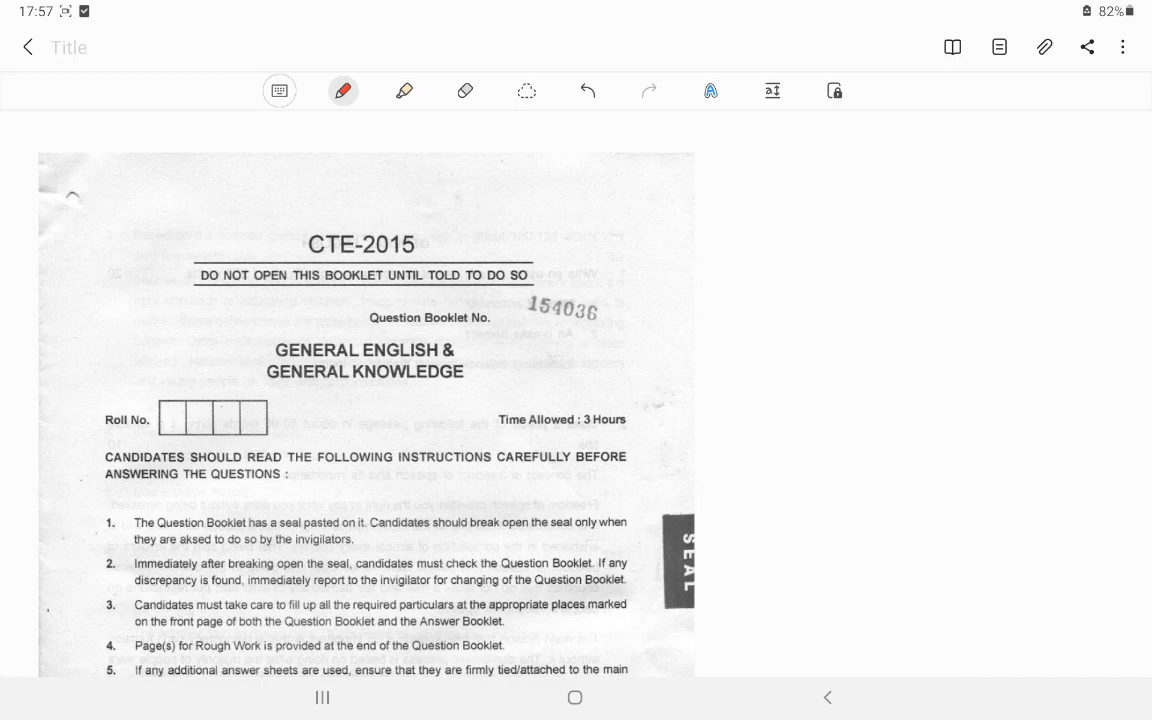 17:57
82%
Title
CTE-2015
DO NOT OPEN THIS BOOKLET UNTIL TOLD TO DO SO
Question Booklet No. 154036
GENERAL ENGLISH &
GENERAL KNOWLEDGE
Roll No.
Time Allowed : 3 Hours
CANDIDATES SHOULD READ THE FOLLOWING INSTRUCTIONS CAREFULLY BEFORE
ANSWERING THE QUESTIONS :
1. The Question Booklet has a seal pasted on it. Candidates should break open the seal only when
they are aksed to do so by the invigilators.
2. Immediately after breaking open the seal, candidates must check the Question Booklet. If any
discrepancy is found, immediately report to the invigilator for changing of the Question Booklet.
3. Candidates must take care to fill up all the required particulars at the appropriate places marked
on the front page of both the Question Booklet and the Answer Booklet.
4. Page(s) for Rough Work is provided at the end of the Question Booklet.
5. If any additional answer sheets are used, ensure that they are firmly tied/attached to the main
SEAL